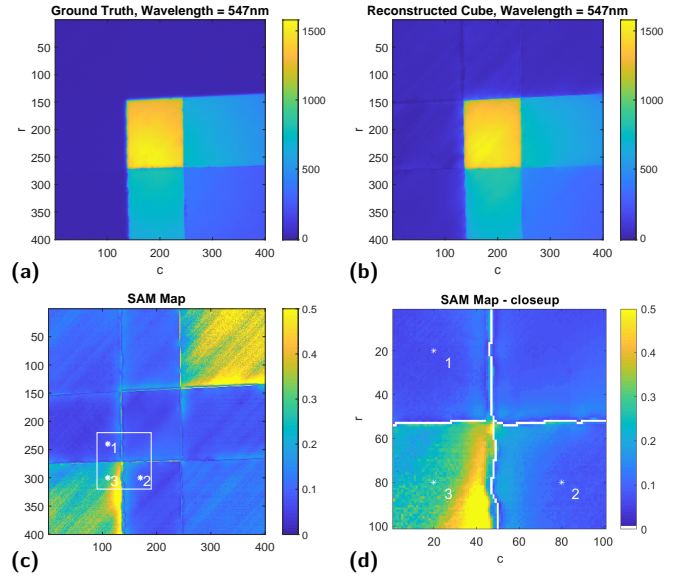 Ground Truth, Wavelength = 547nm
50
100
150
200
250
300
350
400
r
0 200 400
c
1500
1000
500
0
(a)
Reconstructed Cube, Wavelength = 547nm
50
100
150
200
250
300
350
400
r
0 200 400
c
1500
1000
500
0
(b)
SAM Map
50
100
150
200
250
300
350
400
r
0 100 200 300 400
c
0.5
0.4
0.3
0.2
0.1
0
*1
*3 *2
(c)
SAM Map - closeup
20
40
60
80
100
r
20 40 60 80 100
c
0.5
0.4
0.3
0.2
0.1
0
*
1
*
3
*
2
(d)